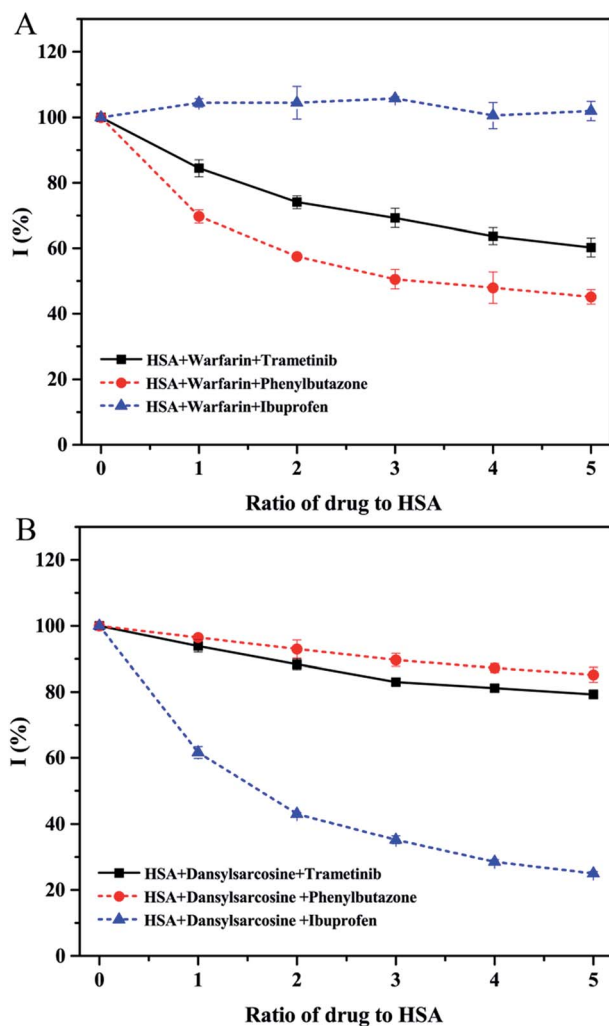 A
I (%)
120
100
80
60
40
20
0
HSA+Warfarin+Trametinib
HSA+Warfarin+Phenylbutazone
HSA+Warfarin+Ibuprofen
0 1 2 3 4 5
Ratio of drug to HSA
B
I (%)
120
100
80
60
40
20
0
HSA+Dansylsarcosine+Trametinib
HSA+Dansylsarcosine +Phenylbutazone
HSA+Dansylsarcosine +Ibuprofen
0 1 2 3 4 5
Ratio of drug to HSA